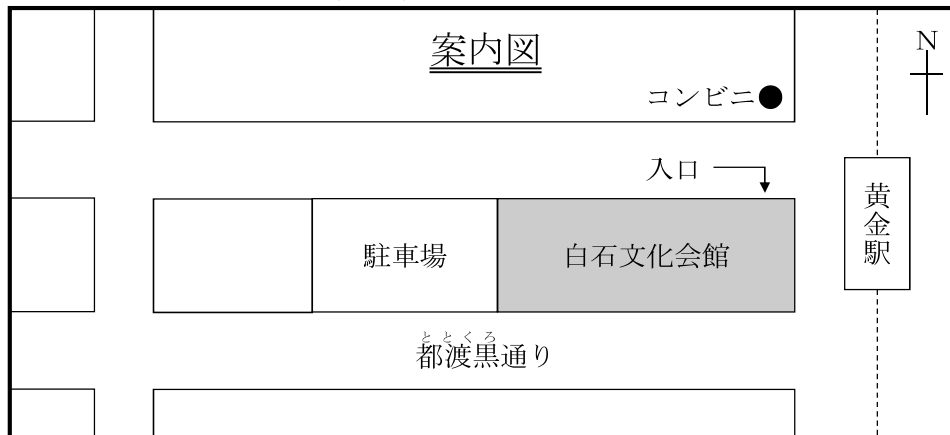 案内図
N
コンビニ
入口
黄金駅
駐車場
白石文化会館
ととくろ
都渡黒通り